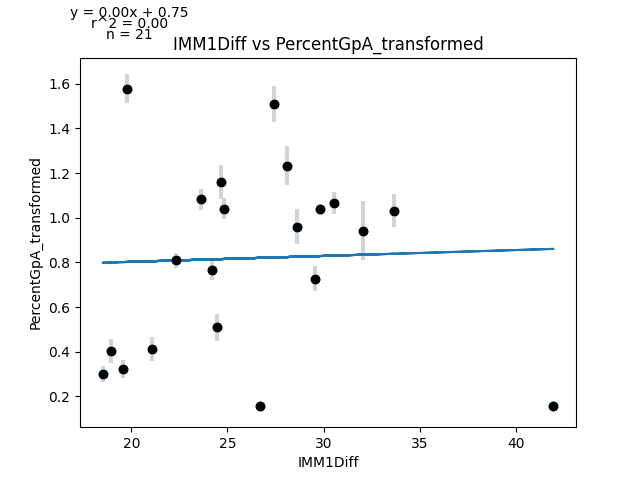 y = 0.00x + 0.75
r^2 = 0.00
n = 21
IMM1Diff vs PercentGpA_transformed
PercentGpA_transformed
1.6
1.4
1.2
1.0
0.8
0.6
0.4
0.2
20 25 30 35 40
IMM1Diff